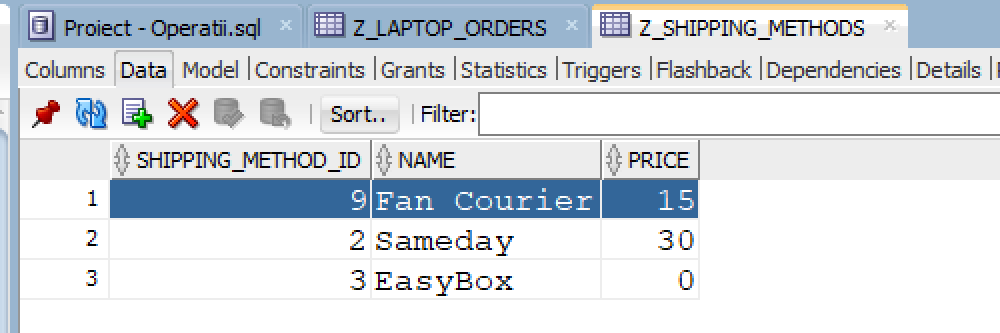 Proiect - Operatii.sql × Z_LAPTOP_ORDERS × Z_SHIPPING_METHODS ×
Columns Data Model Constraints Grants Statistics Triggers Flashback Dependencies Details
Sort.. Filter:
SHIPPING_METHOD_ID NAME PRICE
1 9 Fan Courier 15
2 2 Sameday 30
3 3 EasyBox 0